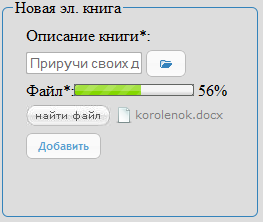 Новая эл. книга
Описание книги*:
Приручи своих д
Файл*: 56%
найти файл korolenok.docx
Добавить